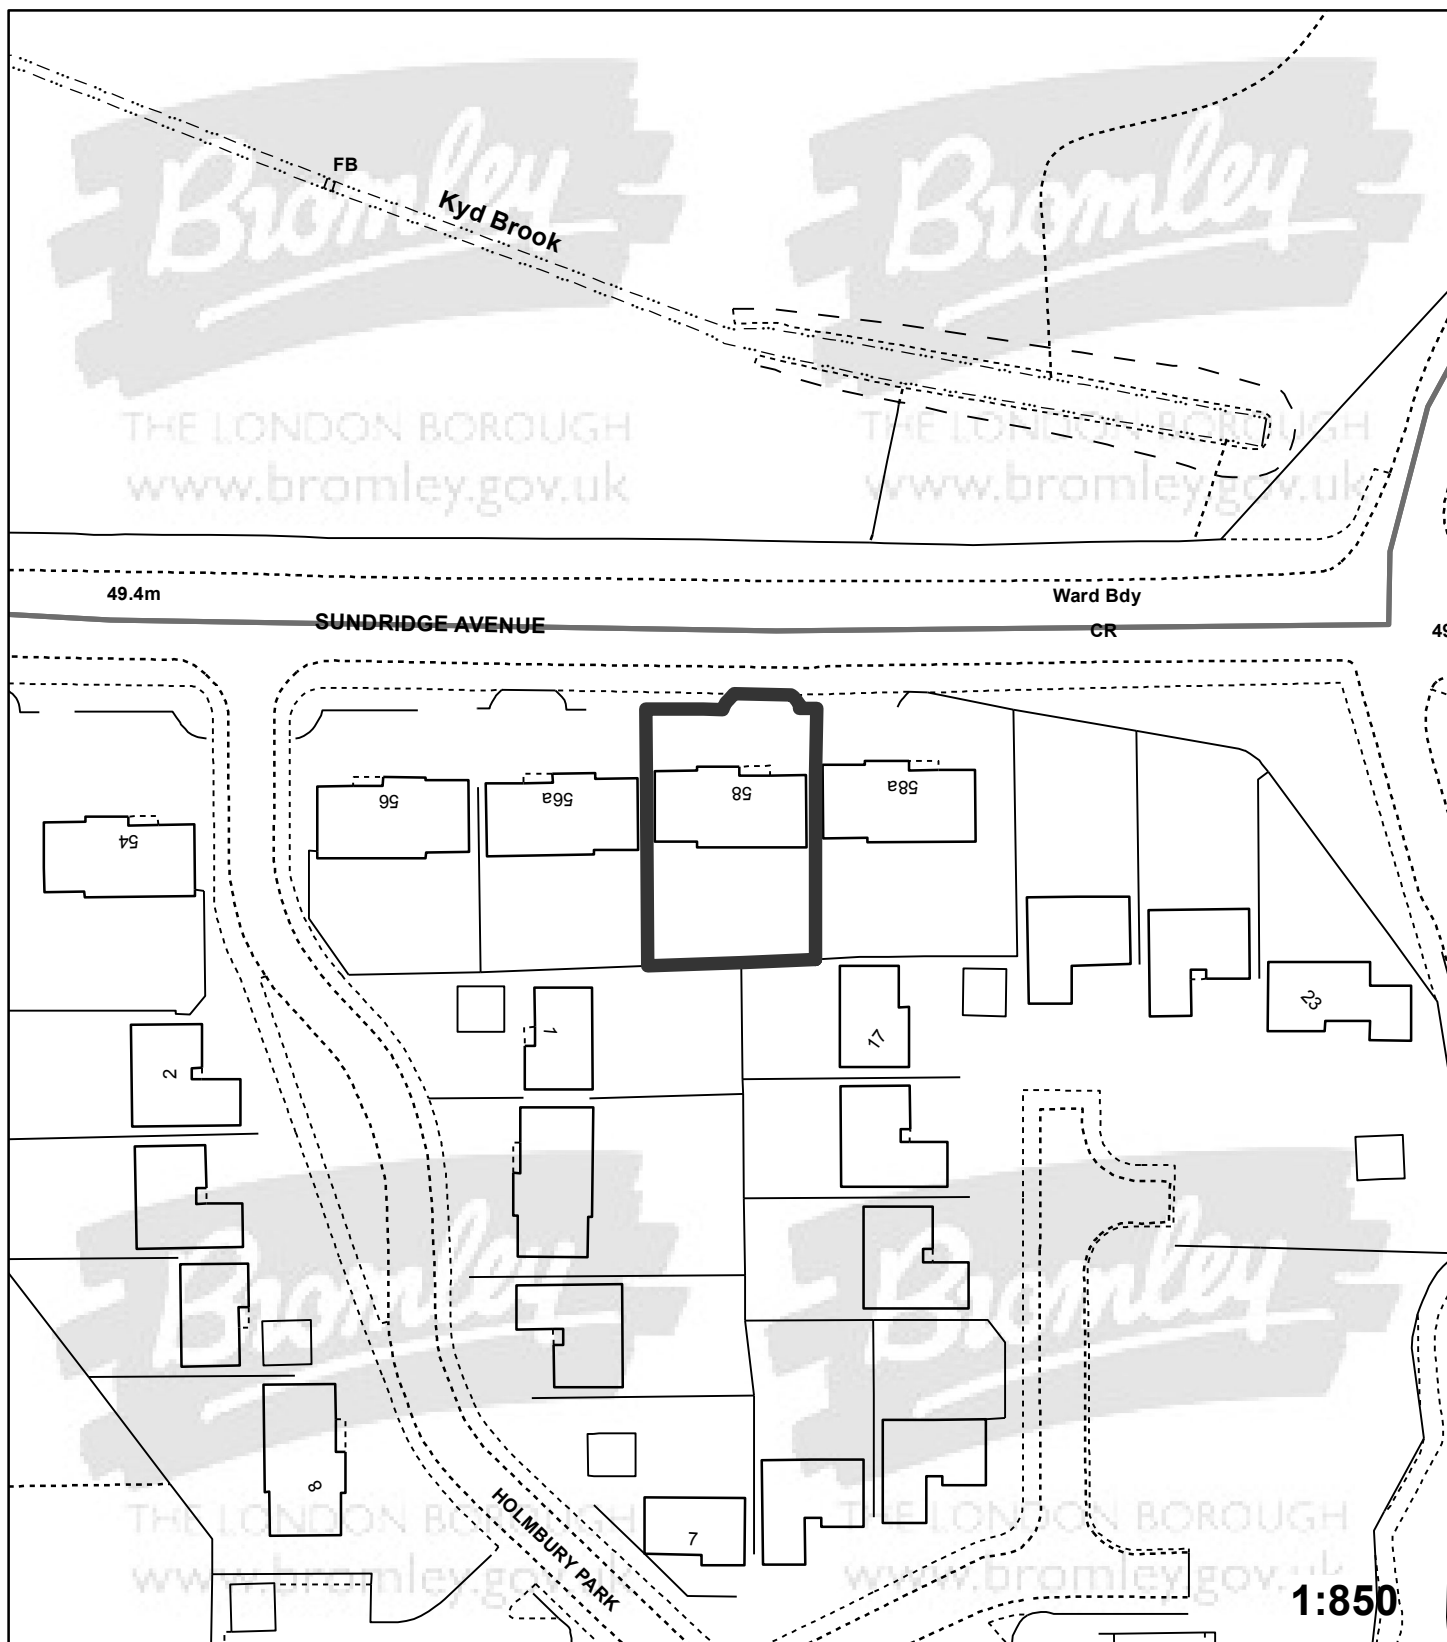 Bromley
THE LONDON BOROUGH
www.bromley.gov.uk
Bromley
THE LONDON BOROUGH
www.bromley.gov.uk
FB
Kyd Brook
49.4m
Ward Bdy
SUNDRIDGE AVENUE
CR
49
54
56
56a
58
58a
23
1
17
2
8
7
HOLMBURY PARK
Bromley
THE LONDON BOROUGH
www.bromley.gov.uk
Bromley
THE LONDON BOROUGH
www.bromley.gov.uk
1:850